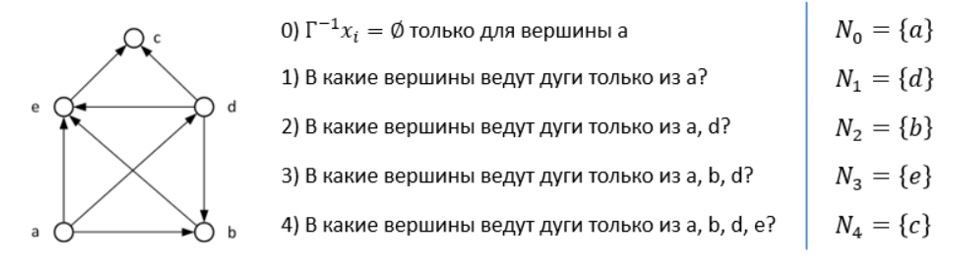 c
e
d
a
b
0) Γ⁻¹xᵢ = Ø только для вершины a
N₀ = {a}
1) В какие вершины ведут дуги только из a?
N₁ = {d}
2) В какие вершины ведут дуги только из a, d?
N₂ = {b}
3) В какие вершины ведут дуги только из a, b, d?
N₃ = {e}
4) В какие вершины ведут дуги только из a, b, d, e?
N₄ = {c}